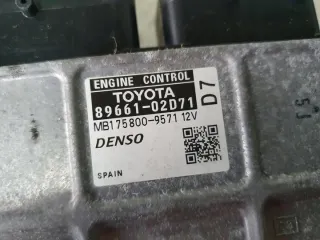 ENGINE CONTROL
TOYOTA
89661-02D71
D7
MB175800-9571 12V
DENSO
SPAIN